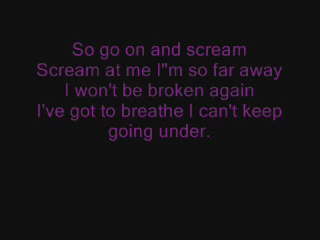 So go on and scream
Scream at me I"m so far away
I won't be broken again
I've got to breathe I can't keep
going under.